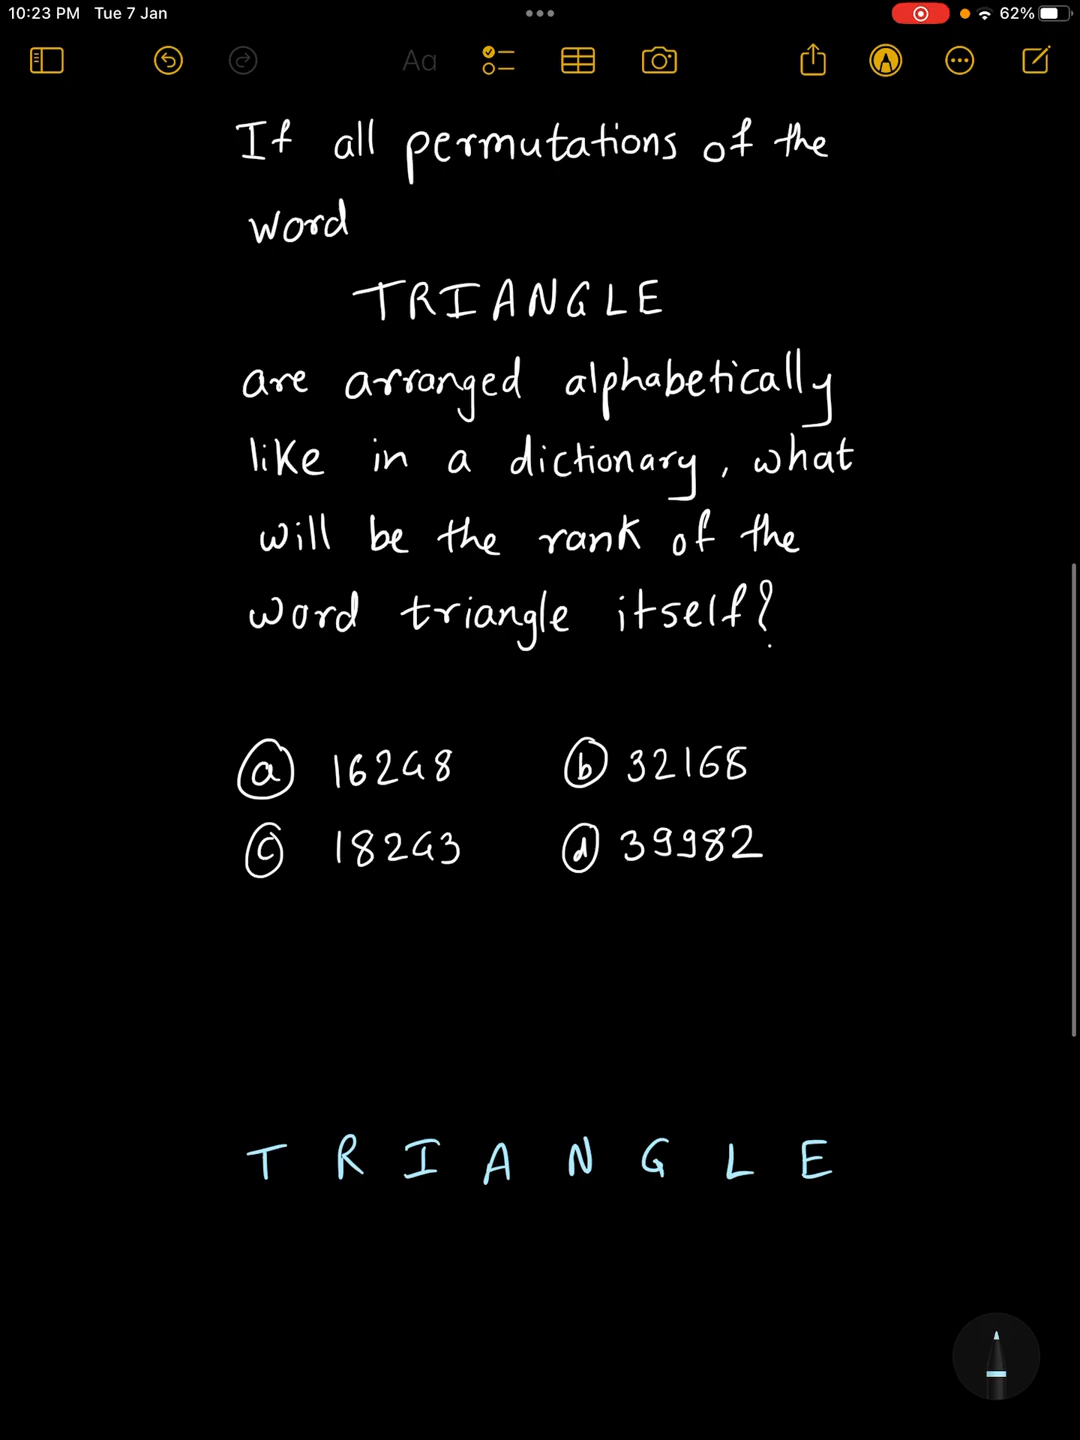 10:23 PM Tue 7 Jan
62%
Aa
If all permutations of the
word
TRIANGLE
are arranged alphabetically
like in a dictionary, what
will be the rank of the
word triangle itself?
(a) 16248 (b) 32168
(c) 18243 (d) 39982
T R I A N G L E